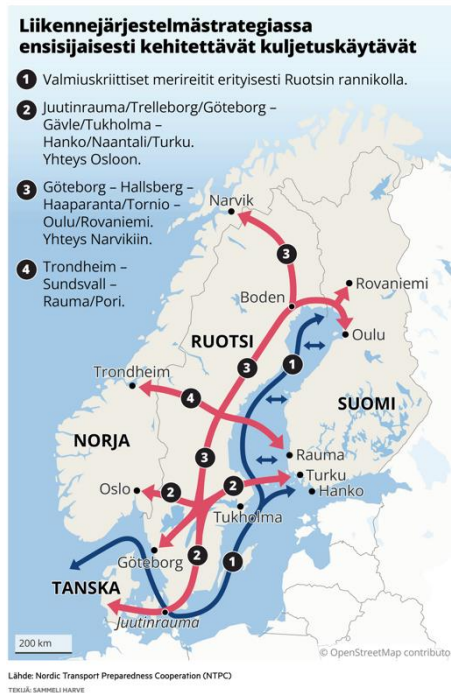 Liikennejärjestelmästrategiassa
ensisijaisesti kehitettävät kuljetuskäytävät
1 Valmiuskriittiset merireitit erityisesti Ruotsin rannikolla.
2 Juutinrauma/Trelleborg/Göteborg –
Gävle/Tukholma –
Hanko/Naantali/Turku.
Yhteys Osloon.
3 Göteborg – Hallsberg –
Haaparanta/Tornio –
Oulu/Rovaniemi.
Yhteys Narvikiin.
4 Trondheim –
Sundsvall –
Rauma/Pori.
Narvik
3
Rovaniemi
Boden
Oulu
RUOTSI
1
3
Trondheim
4
SUOMI
NORJA
Rauma
3
Turku
Oslo
2
2
Hanko
Tukholma
Göteborg
2
1
TANSKA
Juutinrauma
200 km
© OpenStreetMap contributo
Lähde: Nordic Transport Preparedness Cooperation (NTPC)
TEKIJÄ: SAMMELI HARVE